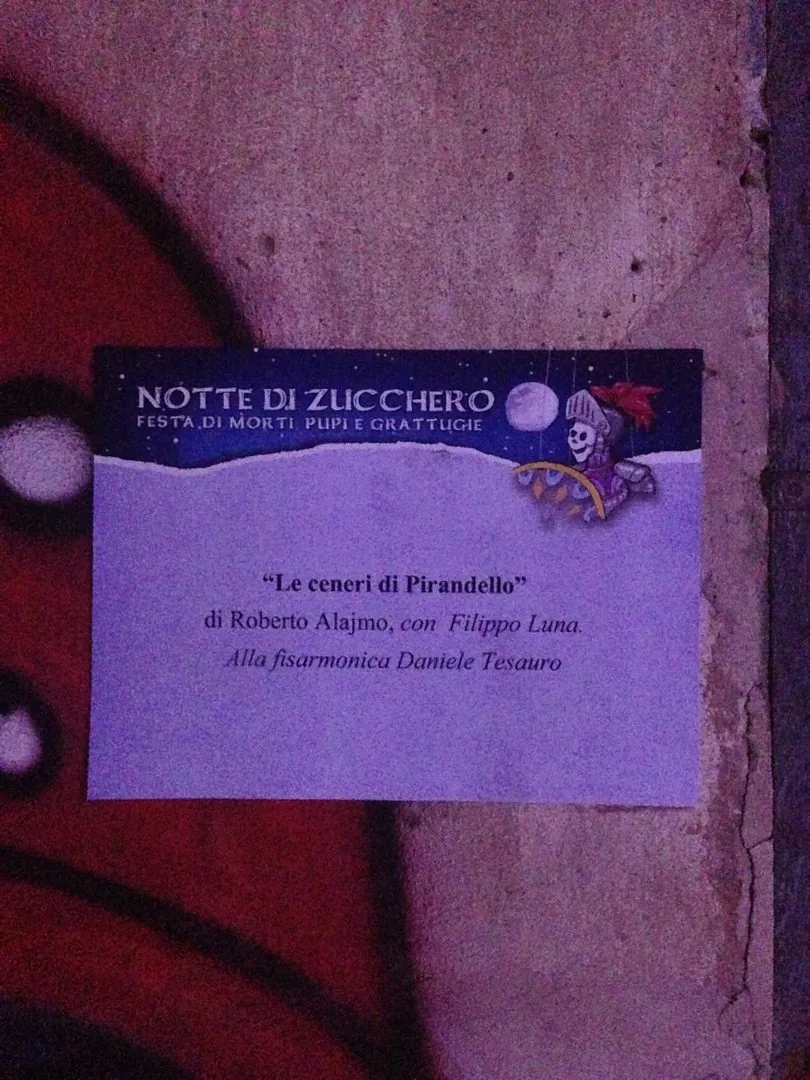 NOTTE DI ZUCCHERO
FESTA DI MORTI PUPI E GRATTUGIE
“Le ceneri di Pirandello”
di Roberto Alajmo, con Filippo Luna.
Alla fisarmonica Daniele Tesauro